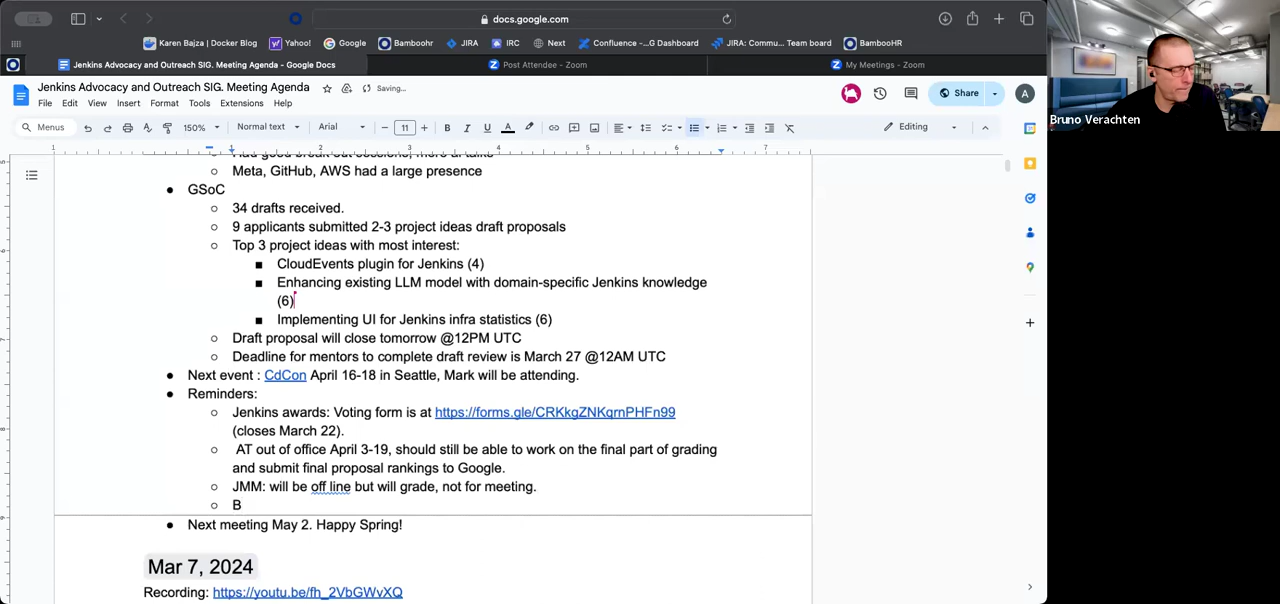 docs.google.com
Karen Bajza | Docker Blog
Yahoo!
Google
Bamboohr
JIRA
IRC
Next
Confluence ...G Dashboard
JIRA: Commu... Team board
BambooHR
Jenkins Advocacy and Outreach SIG. Meeting Agenda - Google Docs
Post Attendee - Zoom
My Meetings - Zoom
Jenkins Advocacy and Outreach SIG. Meeting Agenda
Saving...
File Edit View Insert Format Tools Extensions Help
Share
A
Menus
150%
Normal text
Arial
11
B I U A
Editing
1 1 2 3 4 5 6 7
Meta, GitHub, AWS had a large presence
GSoC
34 drafts received.
9 applicants submitted 2-3 project ideas draft proposals
Top 3 project ideas with most interest:
CloudEvents plugin for Jenkins (4)
Enhancing existing LLM model with domain-specific Jenkins knowledge
(6)
Implementing UI for Jenkins infra statistics (6)
Draft proposal will close tomorrow @12PM UTC
Deadline for mentors to complete draft review is March 27 @12AM UTC
Next event : CdCon April 16-18 in Seattle, Mark will be attending.
Reminders:
Jenkins awards: Voting form is at https://forms.gle/CRKkgZNKqrnPHFn99
(closes March 22).
AT out of office April 3-19, should still be able to work on the final part of grading
and submit final proposal rankings to Google.
JMM: will be off line but will grade, not for meeting.
B
Next meeting May 2. Happy Spring!
Mar 7, 2024
Recording: https://youtu.be/fh_2VbGWvXQ
Bruno Verachten